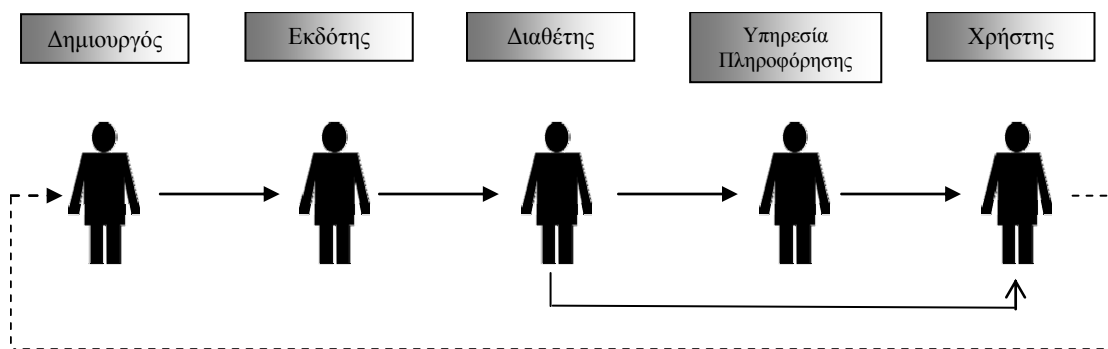 Δημιουργός
Εκδότης
Διαθέτης
Υπηρεσία
Πληροφόρησης
Χρήστης